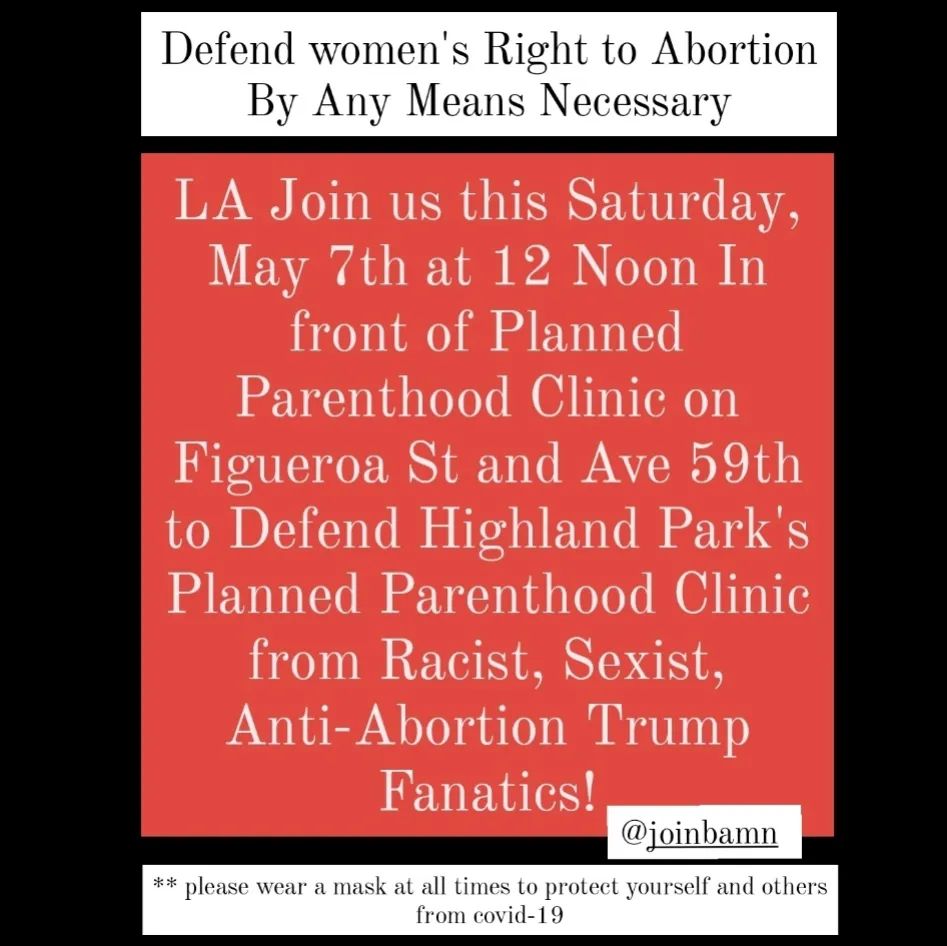 Defend women's Right to Abortion
By Any Means Necessary
LA Join us this Saturday,
May 7th at 12 Noon In
front of Planned
Parenthood Clinic on
Figueroa St and Ave 59th
to Defend Highland Park's
Planned Parenthood Clinic
from Racist, Sexist,
Anti-Abortion Trump
Fanatics!
@joinbamn
** please wear a mask at all times to protect yourself and others
from covid-19